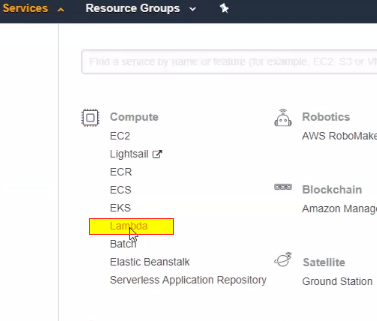 Services Resource Groups
Find a service by name or feature (for example, EC2, S3 or V
Compute
EC2
Lightsail
ECR
ECS
EKS
Lambda
Batch
Elastic Beanstalk
Serverless Application Repository
Robotics
AWS RoboMake
Blockchain
Amazon Manag
Satellite
Ground Station